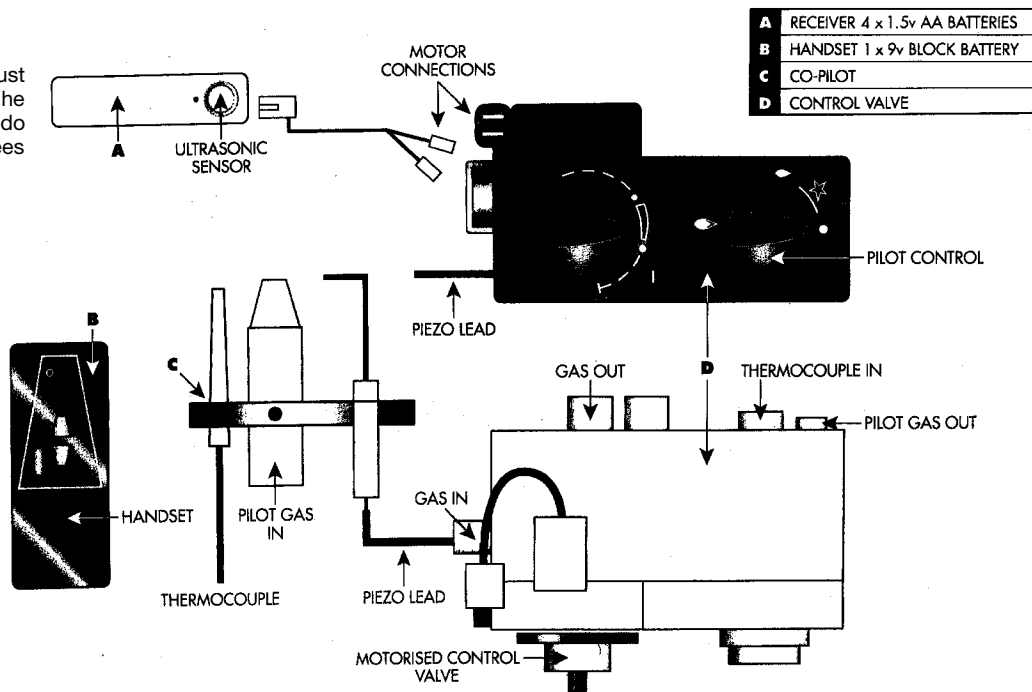 A RECEIVER 4 x 1.5v AA BATTERIES
B HANDSET 1 x 9v BLOCK BATTERY
C CO-PILOT
D CONTROL VALVE
ust
he
do
ees
A
ULTRASONIC
SENSOR
MOTOR
CONNECTIONS
PILOT CONTROL
PIEZO LEAD
B
C
D
GAS OUT
THERMOCOUPLE IN
PILOT GAS OUT
HANDSET
PILOT GAS
IN
GAS IN
THERMOCOUPLE
PIEZO LEAD
MOTORISED CONTROL
VALVE